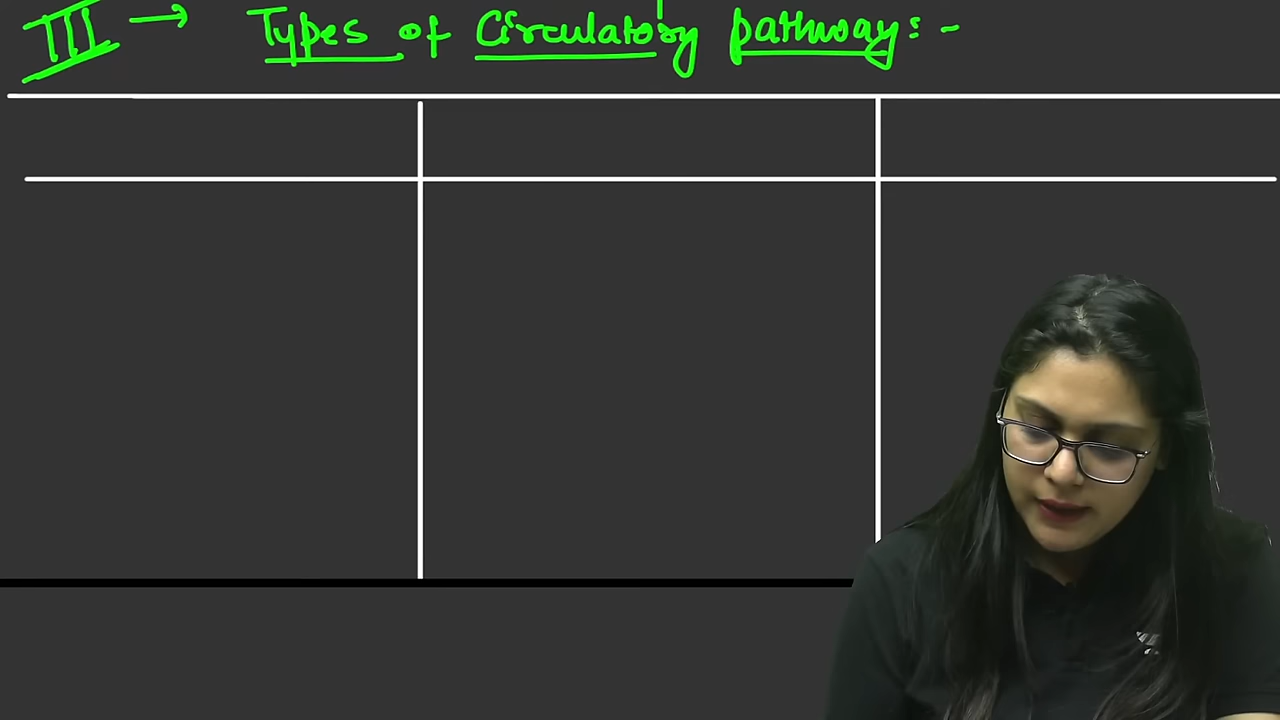 III → Types of Circulatory pathway: -